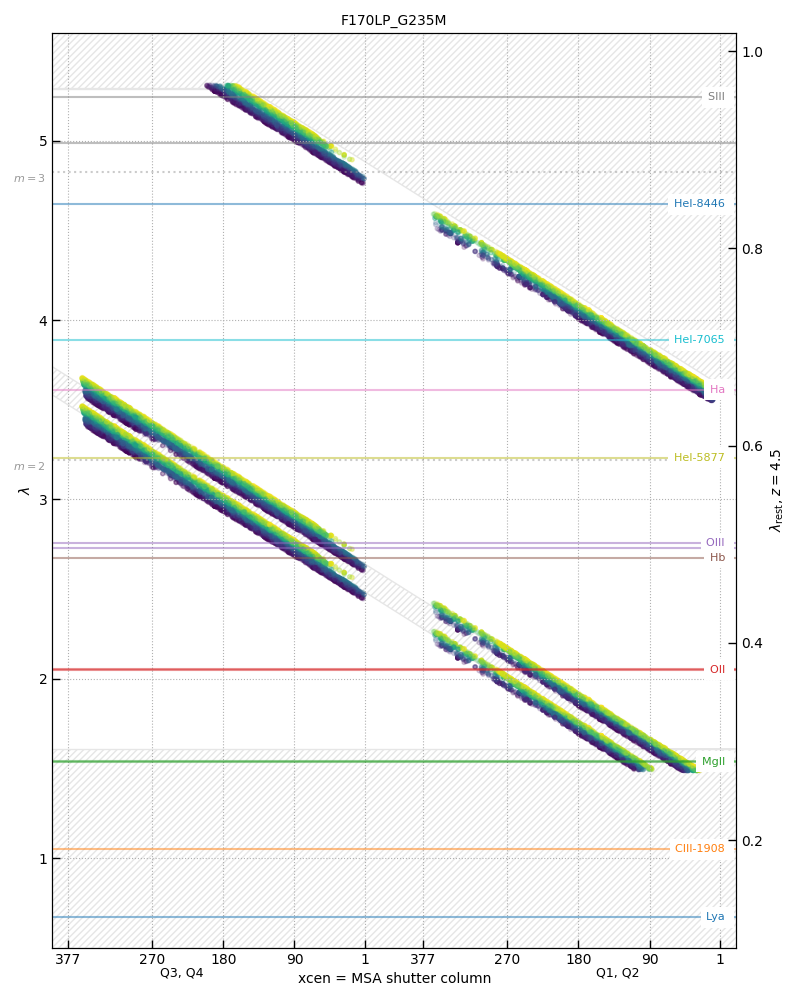 F170LP_G235M
1.0
SIII
5
m = 3
HeI-8446
0.8
4
HeI-7065
Ha
0.6
HeI-5877
m = 2
λ
3
λrest, z = 4.5
OIII
Hb
0.4
2
OII
MgII
0.2
CIII-1908
1
Lya
377 270 180 90 1 377 270 180 90 1
Q3, Q4 Q1, Q2
xcen = MSA shutter column